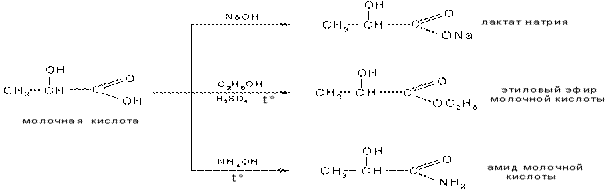 NaOH
OH
CH₃ CH C O ONa
лактат натрия
OH
CH₃ CH C O OH
молочная кислота
C₂H₅OH
H₂SO₄ t°
OH
CH₃ CH C O OC₂H₅
этиловый эфир
молочной кислоты
NH₂OH
t°
OH
CH₃ CH C O NH₂
амид молочной
кислоты